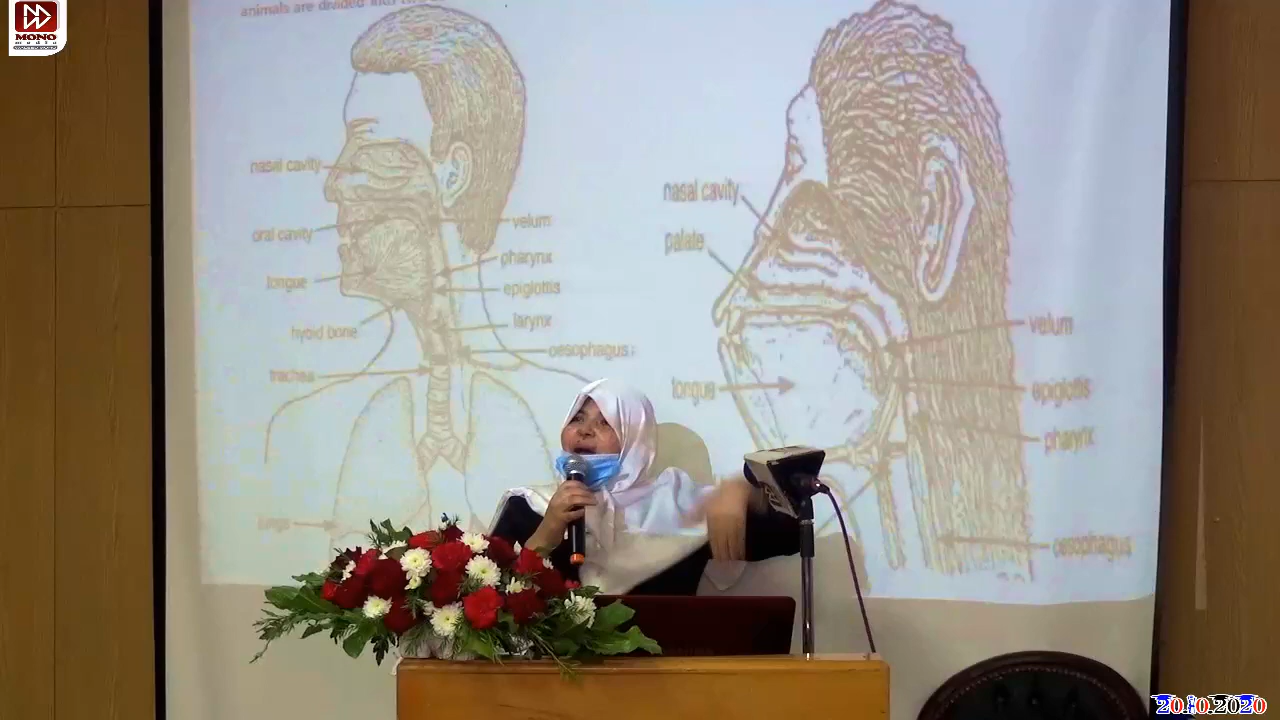 animals are divided into
MONO
media
nasal cavity
oral cavity
tongue
hyoid bone
trachea
lungs
velum
pharynx
epiglottis
larynx
oesophagus
nasal cavity
palate
tongue
velum
epiglottis
pharynx
oesophagus
20.10.2020